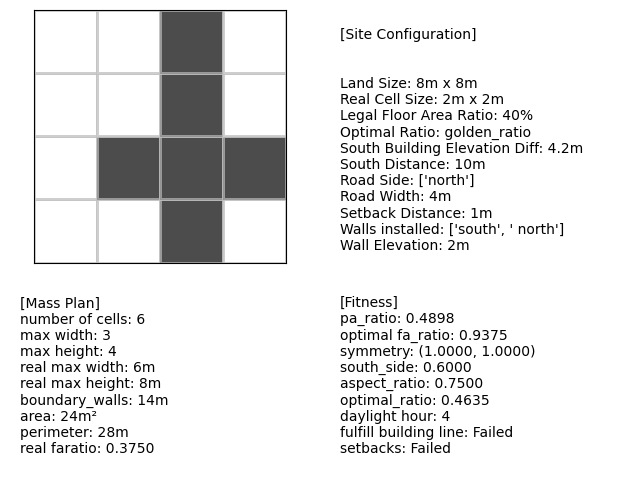 [Site Configuration]
Land Size: 8m x 8m
Real Cell Size: 2m x 2m
Legal Floor Area Ratio: 40%
Optimal Ratio: golden_ratio
South Building Elevation Diff: 4.2m
South Distance: 10m
Road Side: ['north']
Road Width: 4m
Setback Distance: 1m
Walls installed: ['south', ' north']
Wall Elevation: 2m
[Mass Plan]
number of cells: 6
max width: 3
max height: 4
real max width: 6m
real max height: 8m
boundary_walls: 14m
area: 24m²
perimeter: 28m
real faratio: 0.3750
[Fitness]
pa_ratio: 0.4898
optimal fa_ratio: 0.9375
symmetry: (1.0000, 1.0000)
south_side: 0.6000
aspect_ratio: 0.7500
optimal_ratio: 0.4635
daylight hour: 4
fulfill building line: Failed
setbacks: Failed